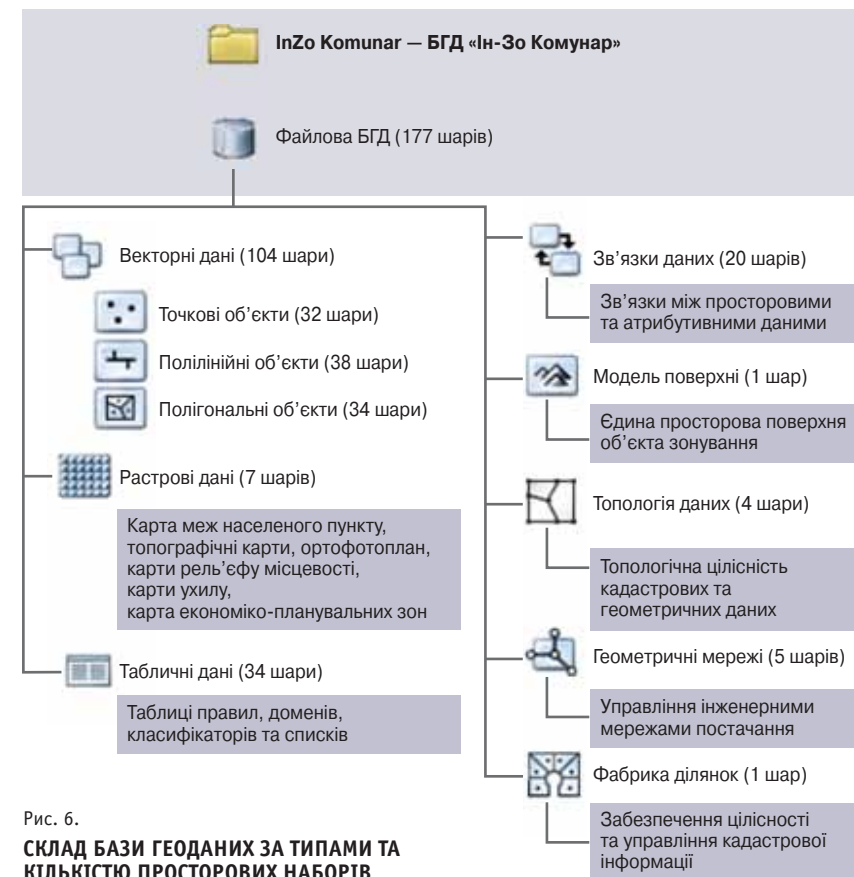 InZo Komunar — БГД «Ін-Зо Комунар»
Файлова БГД (177 шарів)
Векторні дані (104 шари)
Точкові об’єкти (32 шари)
Полілінійні об’єкти (38 шари)
Полігональні об’єкти (34 шари)
Растрові дані (7 шарів)
Карта меж населеного пункту,
топографічні карти, ортофотоплан,
карти рель’єфу місцевості,
карти ухилу,
карта економіко-планувальних зон
Табличні дані (34 шари)
Таблиці правил, доменів,
класифікаторів та списків
Зв’язки даних (20 шарів)
Зв’язки між просторовими
та атрибутивними даними
Модель поверхні (1 шар)
Єдина просторова поверхня
об’єкта зонування
Топологія даних (4 шари)
Топологічна цілісність
кадастрових та
геометричних даних
Геометричні мережі (5 шарів)
Управління інженерними
мережами постачання
Фабрика ділянок (1 шар)
Забезпечення цілісності
та управління кадастрової
інформації
Рис. 6.
СКЛАД БАЗИ ГЕОДАНИХ ЗА ТИПАМИ ТА
КІЛЬКІСТЮ ПРОСТОРОВИХ НАБОРІВ